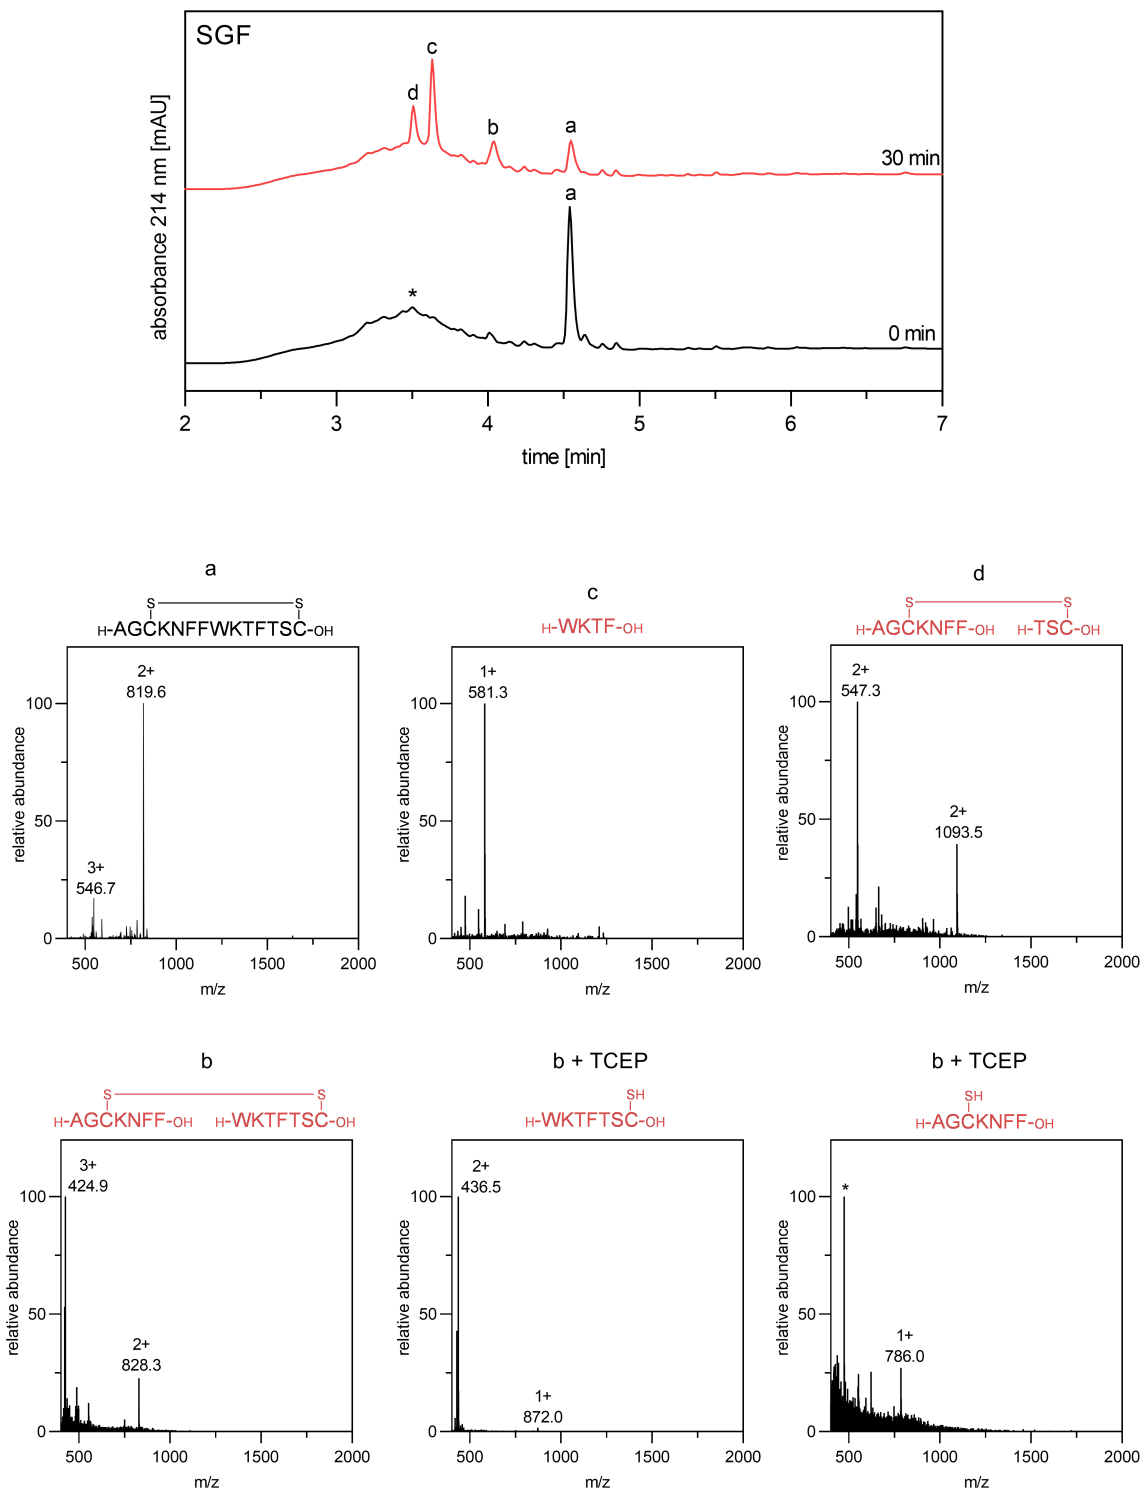 SGF
c
d
b
a
30 min
a
*
0 min
absorbance 214 nm [mAU]
2 3 4 5 6 7
time [min]
a
S S
H-AGCKNFFWKTFTSC-OH
2+
819.6
3+
546.7
100
50
0
relative abundance
500 1000 1500 2000
m/z
c
H-WKTF-OH
1+
581.3
100
50
0
relative abundance
500 1000 1500 2000
m/z
d
S S
H-AGCKNFF-OH H-TSC-OH
2+
547.3
2+
1093.5
100
50
0
relative abundance
500 1000 1500 2000
m/z
b
S S
H-AGCKNFF-OH H-WKTFTSC-OH
3+
424.9
2+
828.3
100
50
0
relative abundance
500 1000 1500 2000
m/z
b + TCEP
SH
H-WKTFTSC-OH
2+
436.5
1+
872.0
100
50
0
relative abundance
500 1000 1500 2000
m/z
b + TCEP
SH
H-AGCKNFF-OH
*
1+
786.0
100
50
0
relative abundance
500 1000 1500 2000
m/z